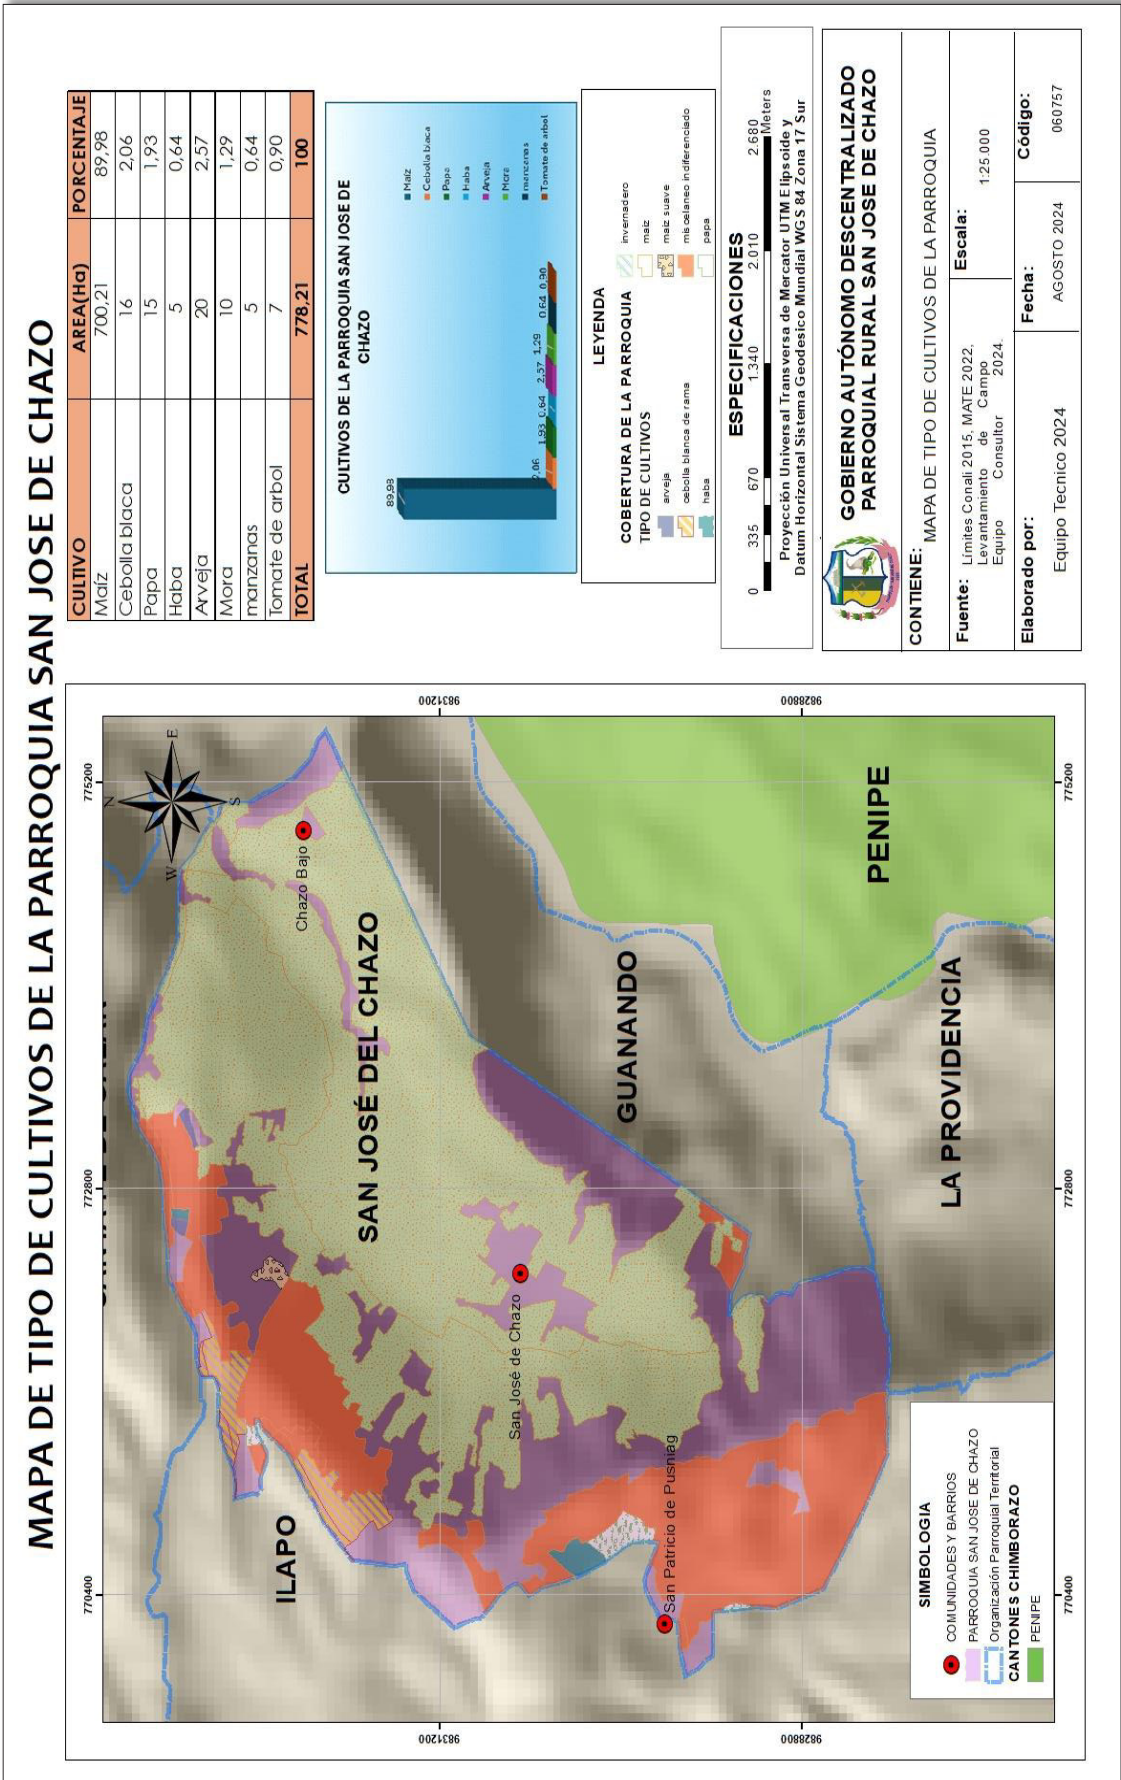 MAPA DE TIPO DE CULTIVOS DE LA PARROQUIA SAN JOSE DE CHAZO
770400
772800
775200
9831200
9828800
9831200
9828800
770400
772800
775200
N
W
E
S
ILAPO
SAN JOSÉ DEL CHAZO
GUANANDO
PENIPE
LA PROVIDENCIA
Chazo Bajo
San José de Chazo
San Patricio de Pusniag
SIMBOLOGIA
COMUNIDADES Y BARRIOS
PARROQUIA SAN JOSE DE CHAZO
Organización Parroquial Territorial
CANTONES CHIMBORAZO
PENIPE
CULTIVO AREA(Ha) PORCENTAJE
Maíz 700,21 89,98
Cebolla blaca 16 2,06
Papa 15 1,93
Haba 5 0,64
Arveja 20 2,57
Mora 10 1,29
manzanas 5 0,64
Tomate de arbol 7 0,90
TOTAL 778,21 100
CULTIVOS DE LA PARROQUIA SAN JOSE DE
CHAZO
89,98
2,06
1,93
0,64
2,57
1,29
0,64
0,90
Maíz
Cebolla blaca
Papa
Haba
Arveja
Mora
manzanas
Tomate de arbol
LEYENDA
COBERTURA DE LA PARROQUIA
TIPO DE CULTIVOS
arveja
cebolla blanca de rama
haba
invernadero
maiz
maiz suave
miscelaneo indiferenciado
papa
ESPECIFICACIONES
0 335 670 1.340 2.010 2.680
Meters
Proyección Universal Transversa de Mercator UTM Elipsoide y
Datum Horizontal Sistema Geodesico Mundial WGS 84 Zona 17 Sur
GOBIERNO AUTÓNOMO DESCENTRALIZADO
PARROQUIAL RURAL SAN JOSE DE CHAZO
CONTIENE:
MAPA DE TIPO DE CULTIVOS DE LA PARROQUIA
Fuente: Limites Conali 2015, MATE 2022.
Levantamiento de Campo
Equipo Consultor 2024.
Escala:
1:25.000
Elaborado por:
Equipo Tecnico 2024
Fecha:
AGOSTO 2024
Código:
060757